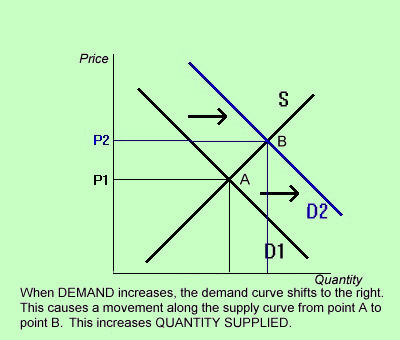 Price
S
P2
B
P1
A
D2
D1
Quantity
When DEMAND increases, the demand curve shifts to the right.
This causes a movement along the supply curve from point A to
point B. This increases QUANTITY SUPPLIED.